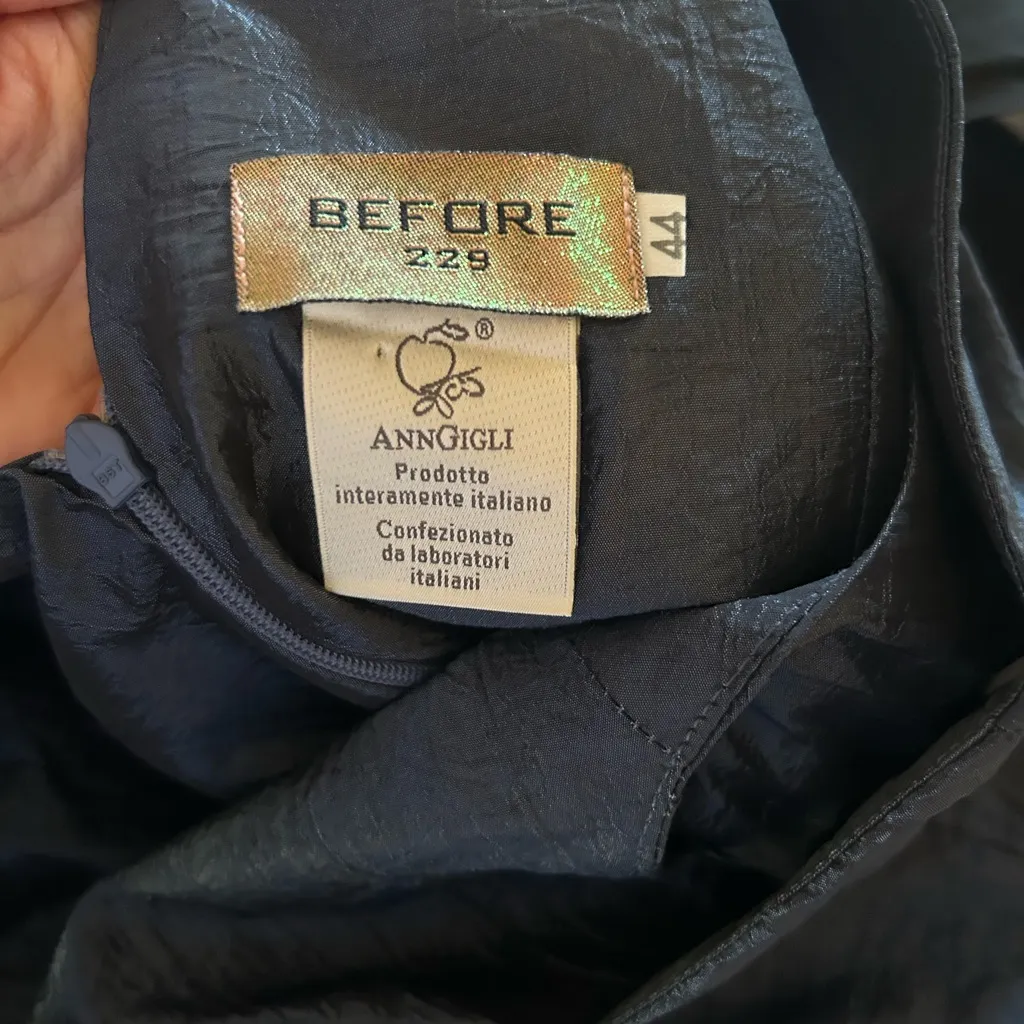 BEFORE
229
44
®
ANNGIGLI
Prodotto
interamente italiano
Confezionato
da laboratori
italiani